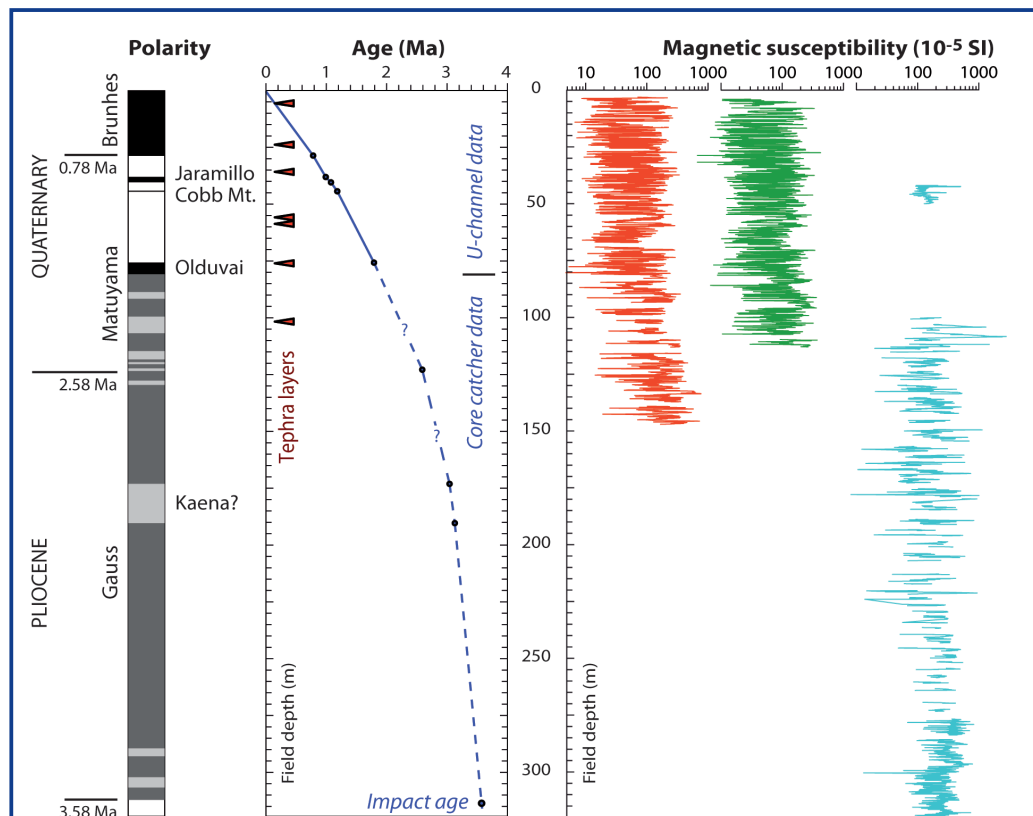 Polarity
Age (Ma)
Magnetic susceptibility (10-5 SI)
0 1 2 3 4
10 100 1000
100 1000
100 1000
0
50
100
150
200
250
300
QUATERNARY
PLIOCENE
Brunhes
Matuyama
Gauss
0.78 Ma
2.58 Ma
3.58 Ma
Jaramillo
Cobb Mt.
Olduvai
Kaena?
Tephra layers
?
?
U-channel data
Core catcher data
Impact age
Field depth (m)
Field depth (m)